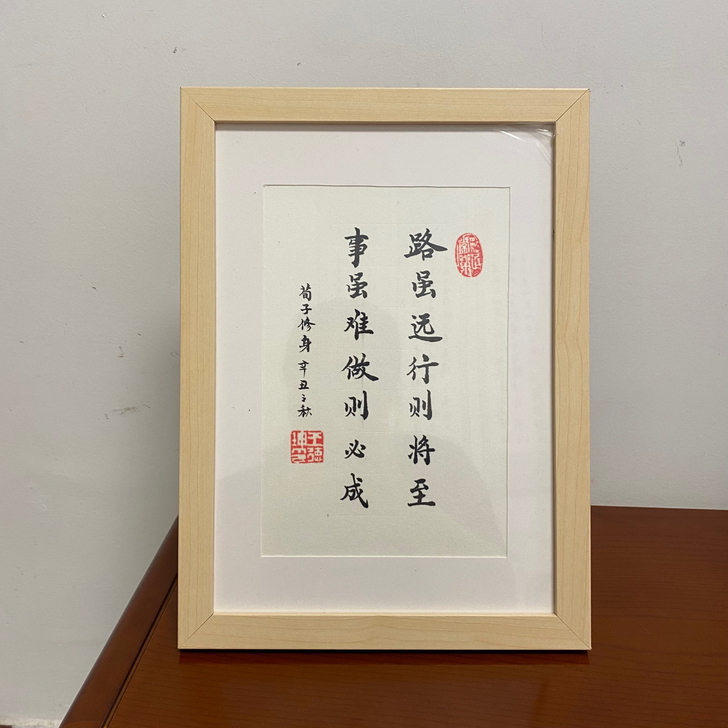 路虽远行则将至
事虽难做则必成
荀子修身 辛丑之秋